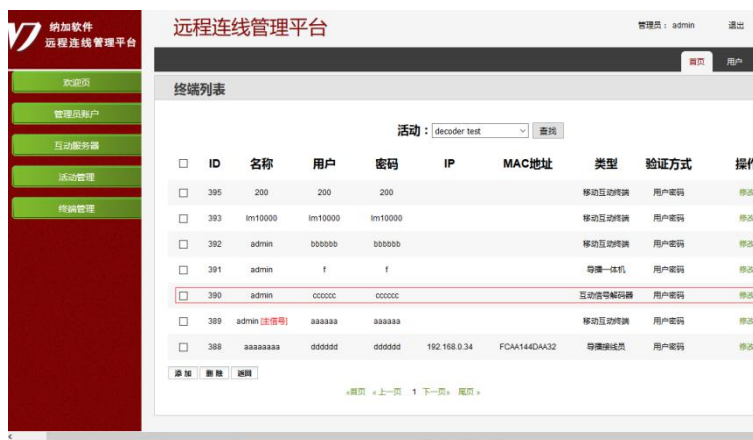 纳加软件
远程连线管理平台
远程连线管理平台
管理员： admin 退出
首页 用户
欢迎页
管理员账户
互动服务器
活动管理
终端管理
终端列表
活动： decoder test 查找
ID 名称 用户 密码 IP MAC地址 类型 验证方式 操作
395 200 200 200 移动互动终端 用户密码 修改
393 lm10000 lm10000 lm10000 移动互动终端 用户密码 修改
392 admin bbbbbb bbbbbb 移动互动终端 用户密码 修改
391 admin f f 导播一体机 用户密码 修改
390 admin cccccc cccccc 互动信号解码器 用户密码 修改
389 admin [主信号] aaaaaa aaaaaa 移动互动终端 用户密码 修改
388 aaaaaaaa dddddd dddddd 192.168.0.34 FCAA144DAA32 导播接线员 用户密码 修改
添加 删除 返回
«首页 «上一页 1 下一页» 尾页»